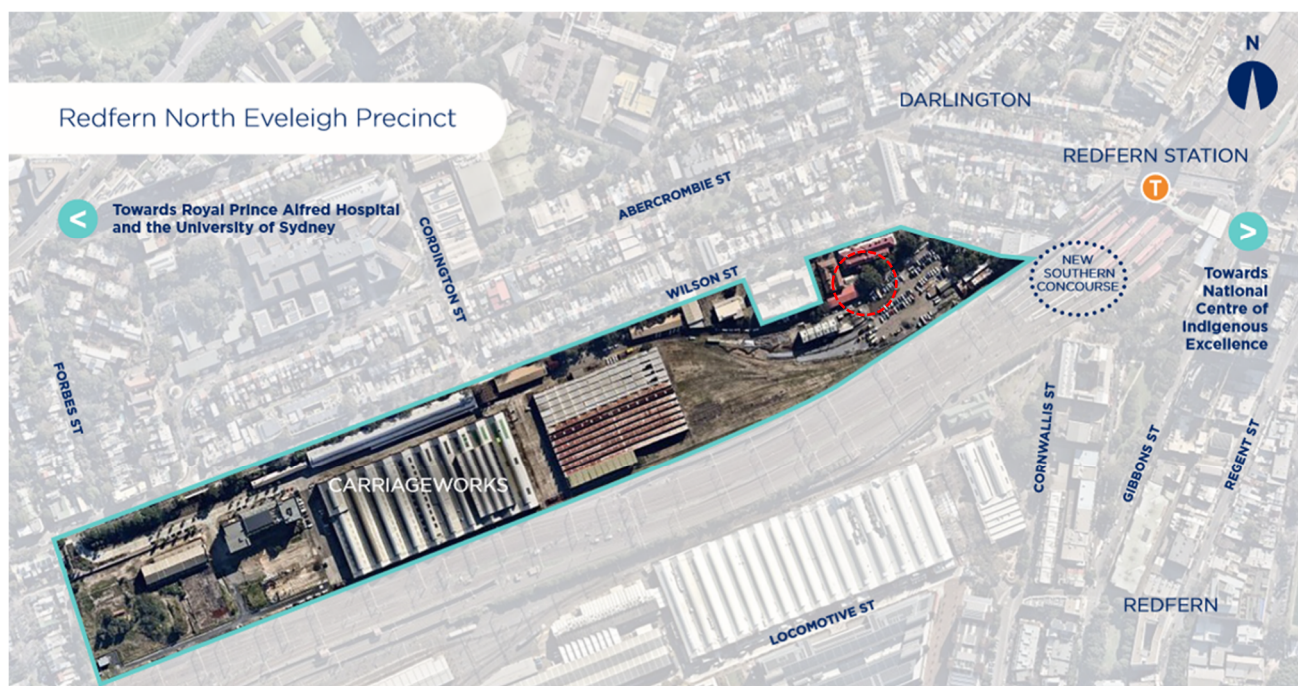 Redfern North Eveleigh Precinct
N
DARLINGTON
REDFERN STATION
T
<
Towards Royal Prince Alfred Hospital
and the University of Sydney
ABERCROMBIE ST
CORDINGTON ST
WILSON ST
NEW
SOUTHERN
CONCOURSE
>
Towards
National
Centre of
Indigenous
Excellence
FORBES ST
CARRIAGEWORKS
CORNWALLIS ST
GIBBONS ST
REGENT ST
LOCOMOTIVE ST
REDFERN